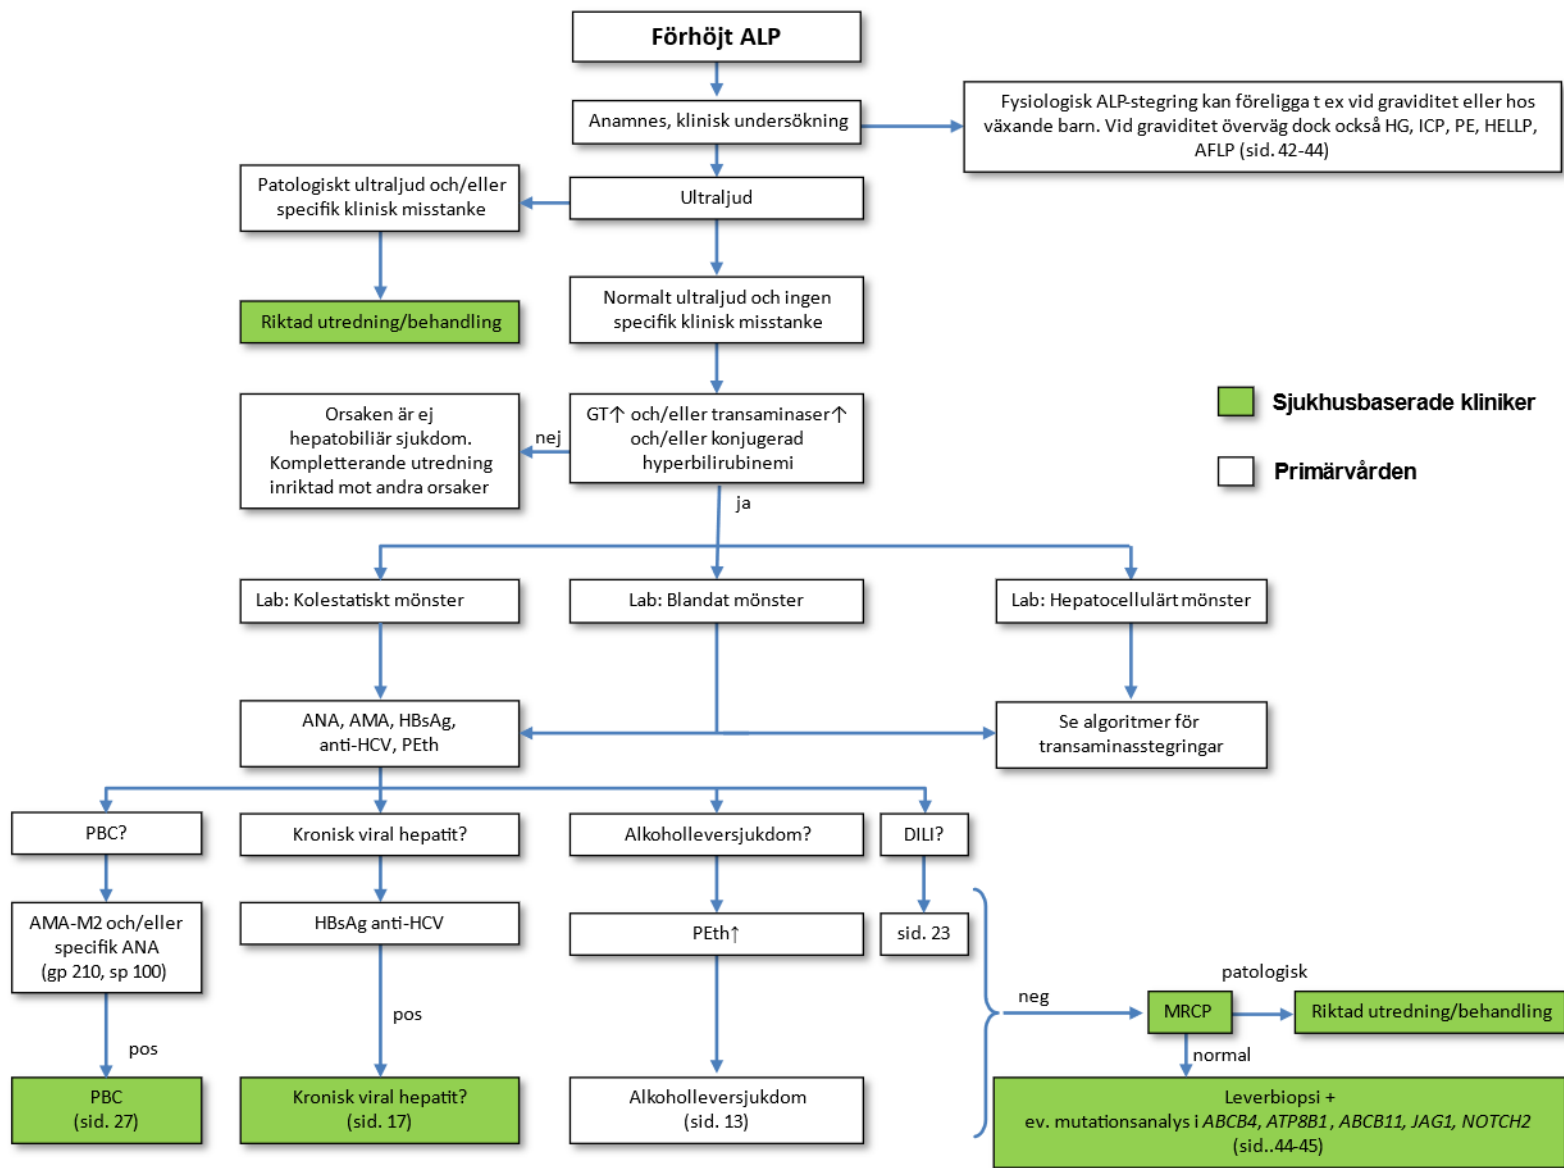 Förhöjt ALP
Anamnes, klinisk undersökning
Fysiologisk ALP-stegring kan föreligga t ex vid graviditet eller hos
växande barn. Vid graviditet överväg dock också HG, ICP, PE, HELLP,
AFLP (sid. 42-44)
Patologiskt ultraljud och/eller
specifik klinisk misstanke
Ultraljud
Riktad utredning/behandling
Normalt ultraljud och ingen
specifik klinisk misstanke
Orsaken är ej
hepatobiliär sjukdom.
Kompletterande utredning
inriktad mot andra orsaker
nej
GT↑ och/eller transaminaser↑
och/eller konjugerad
hyperbilirubinemi
Sjukhusbaserade kliniker
Primärvården
ja
Lab: Kolestatiskt mönster
Lab: Blandat mönster
Lab: Hepatocellulärt mönster
ANA, AMA, HBsAg,
anti-HCV, PEth
Se algoritmer för
transaminasstegringar
PBC?
Kronisk viral hepatit?
Alkoholleversjukdom?
DILI?
AMA-M2 och/eller
specifik ANA
(gp 210, sp 100)
HBsAg anti-HCV
PEth↑
sid. 23
pos
pos
neg
MRCP
patologisk
Riktad utredning/behandling
normal
PBC
(sid. 27)
Kronisk viral hepatit?
(sid. 17)
Alkoholleversjukdom
(sid. 13)
Leverbiopsi +
ev. mutationsanalys i ABCB4, ATP8B1, ABCB11, JAG1, NOTCH2
(sid..44-45)